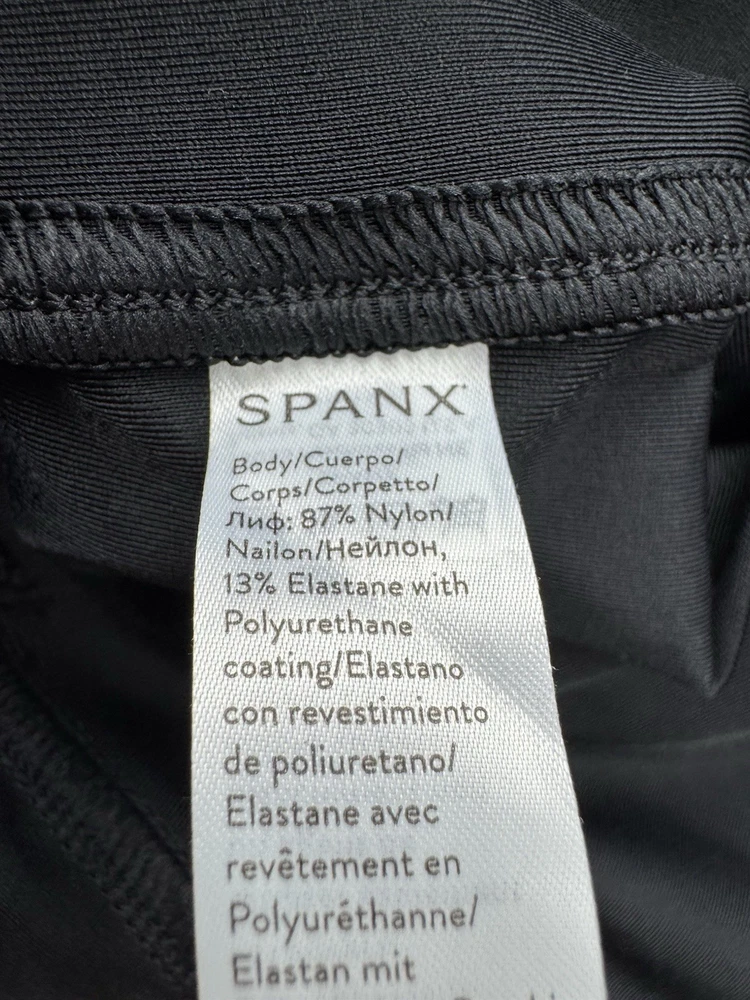 SPANX
Body/Cuerpo/
Corps/Corpetto/
Лиф: 87% Nylon/
Nailon/Нейлон,
13% Elastane with
Polyurethane
coating/Elastano
con revestimiento
de poliuretano/
Elastane avec
revêtement en
Polyuréthanne/
Elastan mit